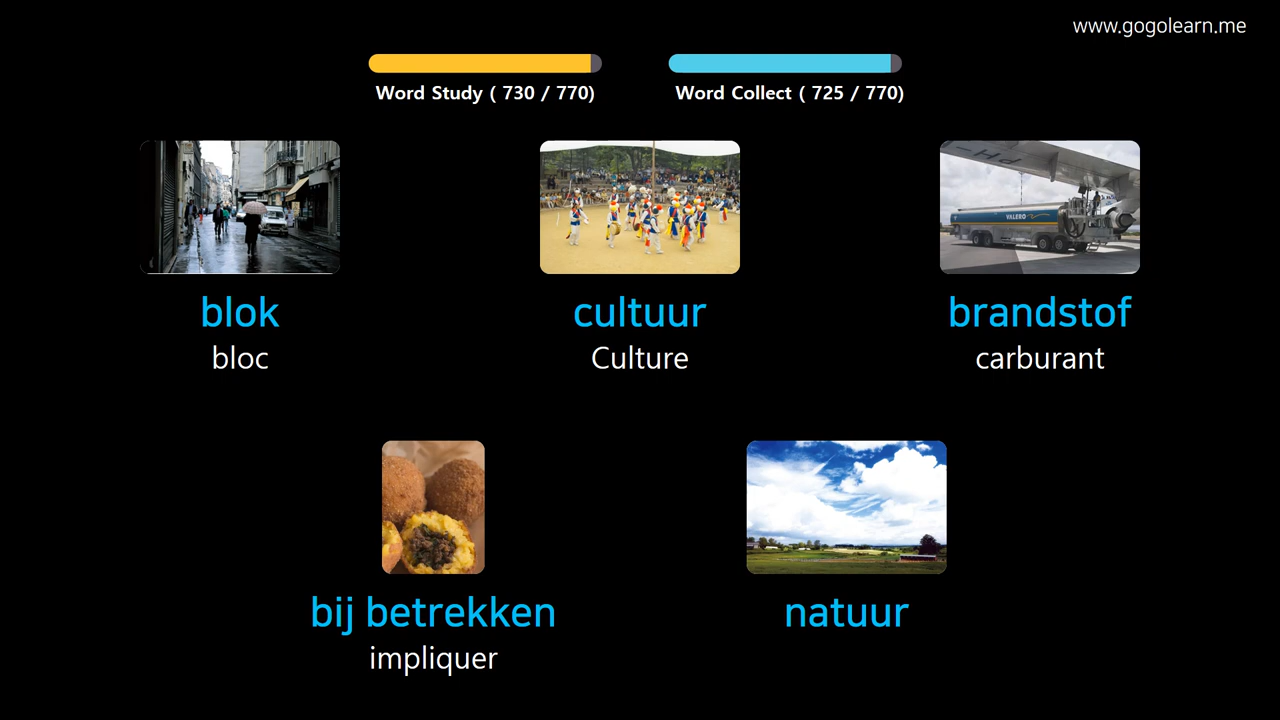 www.gogolearn.me
Word Study ( 730 / 770)
Word Collect ( 725 / 770)
VALERO
blok
cultuur
brandstof
bloc
Culture
carburant
bij betrekken
natuur
impliquer